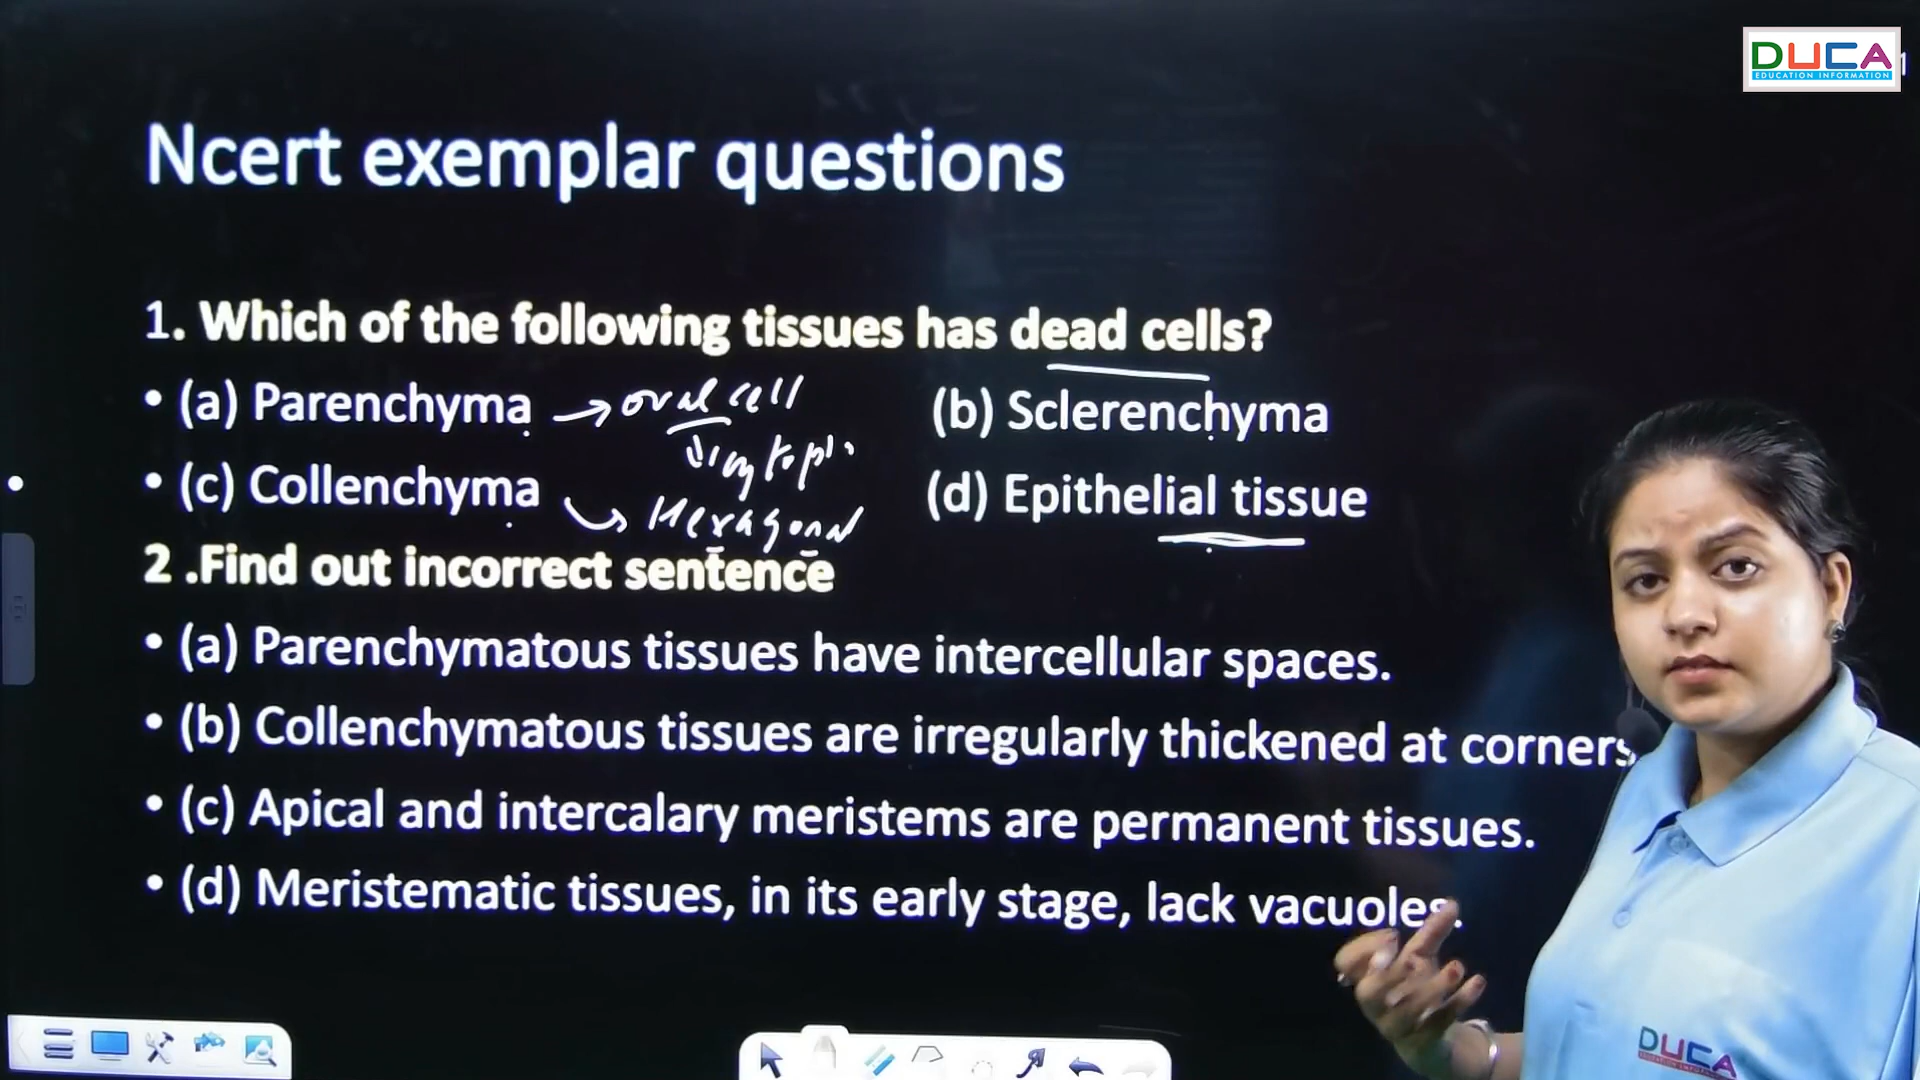 DUCA
EDUCATION INFORMATION
Ncert exemplar questions
1. Which of the following tissues has dead cells?
• (a) Parenchyma → oval cell (b) Sclerenchyma
• (c) Collenchyma → Hexagonal (d) Epithelial tissue
2 .Find out incorrect sentence
• (a) Parenchymatous tissues have intercellular spaces.
• (b) Collenchymatous tissues are irregularly thickened at corners
• (c) Apical and intercalary meristems are permanent tissues.
• (d) Meristematic tissues, in its early stage, lack vacuoles.
DUCA